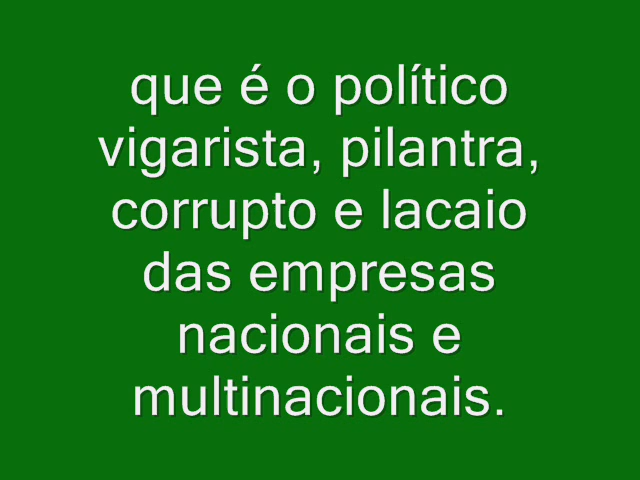 que é o político
vigarista, pilantra,
corrupto e lacaio
das empresas
nacionais e
multinacionais.